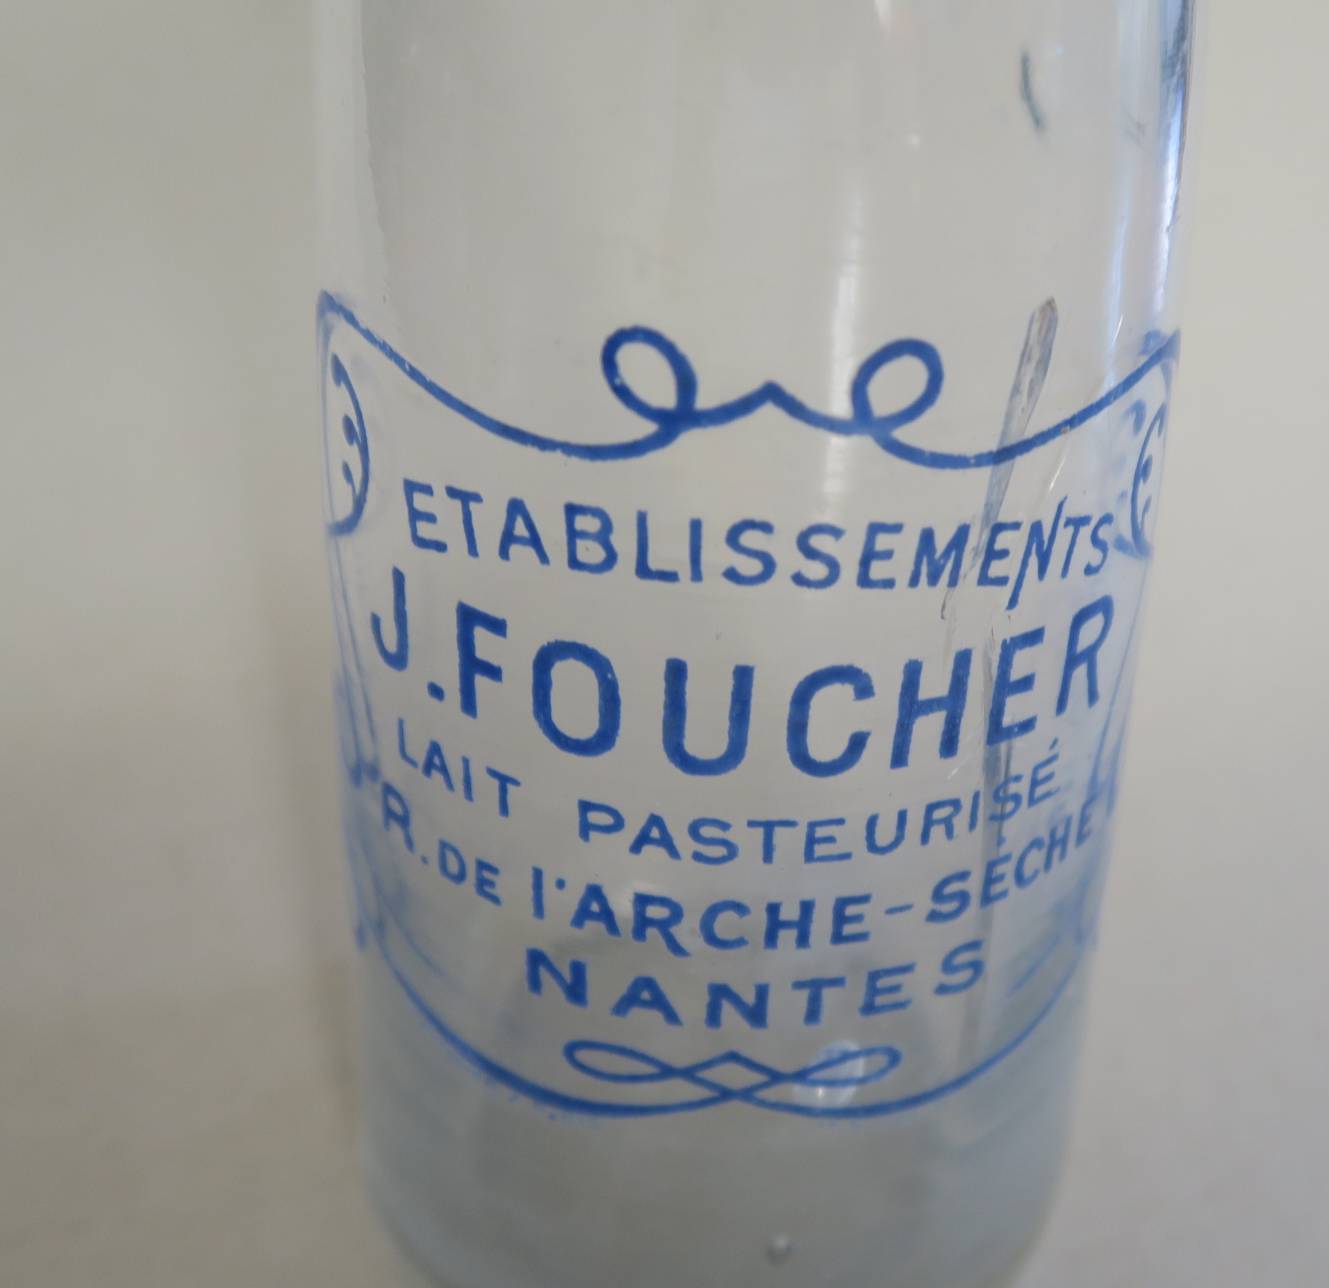 ETABLISSEMENTS
J.FOUCHER
LAIT PASTEURISÉ
R. DE l'ARCHE-SÈCHE
NANTES